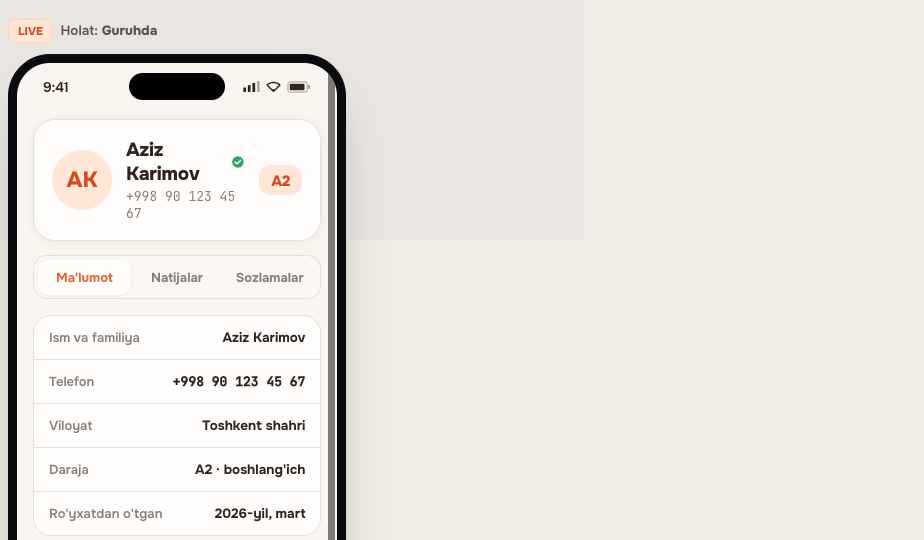 LIVE Holat: Guruhda
9:41
AK
Aziz
Karimov
+998 90 123 45
67
A2
Ma'lumot Natijalar Sozlamalar
Ism va familiya Aziz Karimov
Telefon +998 90 123 45 67
Viloyat Toshkent shahri
Daraja A2 · boshlang'ich
Ro'yxatdan o'tgan 2026-yil, mart